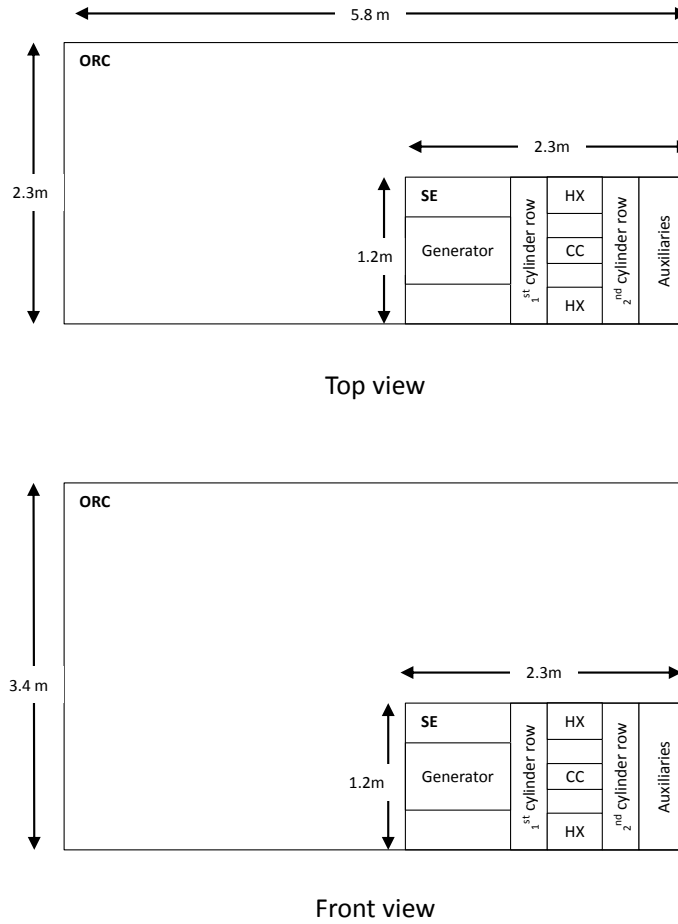 5.8 m
ORC
2.3m
2.3m
SE
HX
Generator
1st cylinder row
CC
2nd cylinder row
Auxiliaries
1.2m
HX
Top view
ORC
3.4 m
2.3m
SE
HX
Generator
1st cylinder row
CC
2nd cylinder row
Auxiliaries
1.2m
HX
Front view